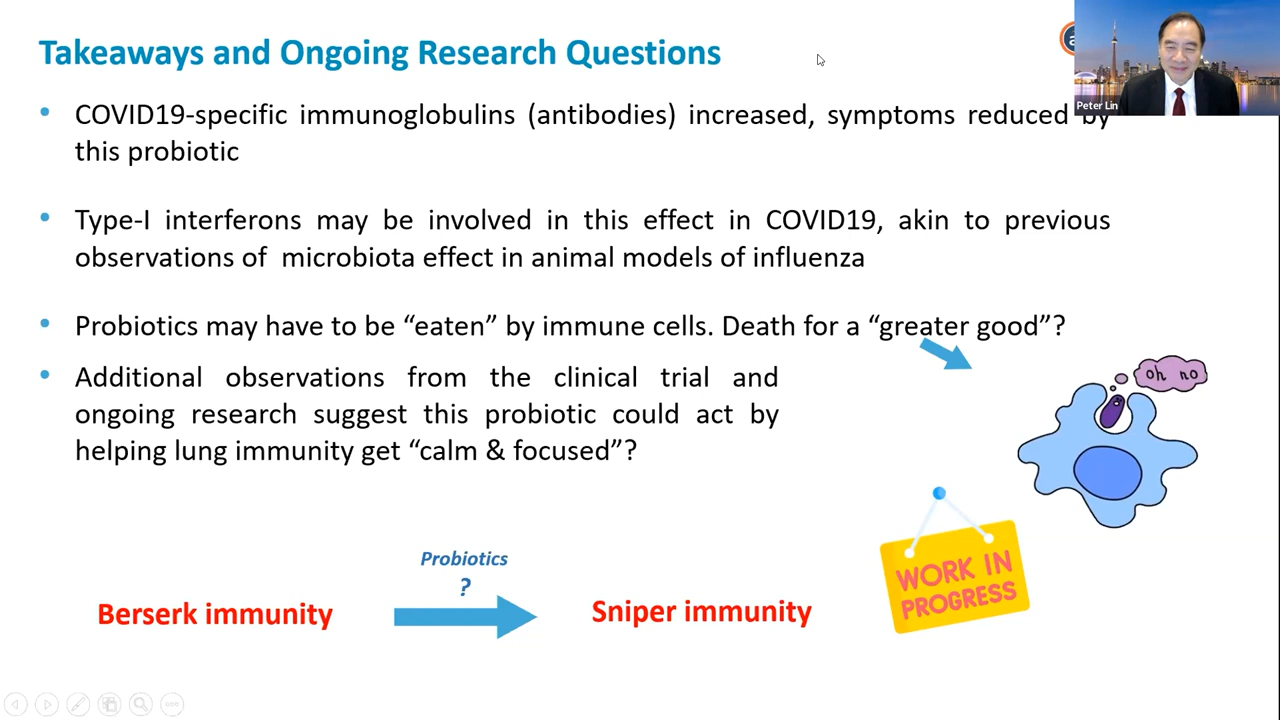 Takeaways and Ongoing Research Questions
Peter Lin
• COVID19-specific immunoglobulins (antibodies) increased, symptoms reduced by
this probiotic
• Type-I interferons may be involved in this effect in COVID19, akin to previous
observations of microbiota effect in animal models of influenza
• Probiotics may have to be “eaten” by immune cells. Death for a “greater good”?
• Additional observations from the clinical trial and
ongoing research suggest this probiotic could act by
helping lung immunity get “calm & focused”?
oh no
Probiotics
?
Berserk immunity
Sniper immunity
WORK IN
PROGRESS